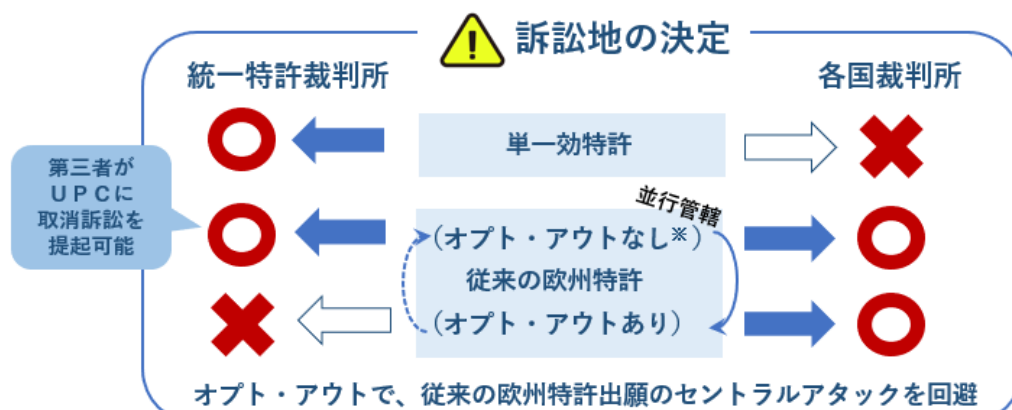 訴訟地の決定
統一特許裁判所
各国裁判所
単一効特許
第三者が
ＵＰＣに
取消訴訟を
提起可能
並行管轄
（オプト・アウトなし※）
従来の欧州特許
（オプト・アウトあり）
オプト・アウトで、従来の欧州特許出願のセントラルアタックを回避